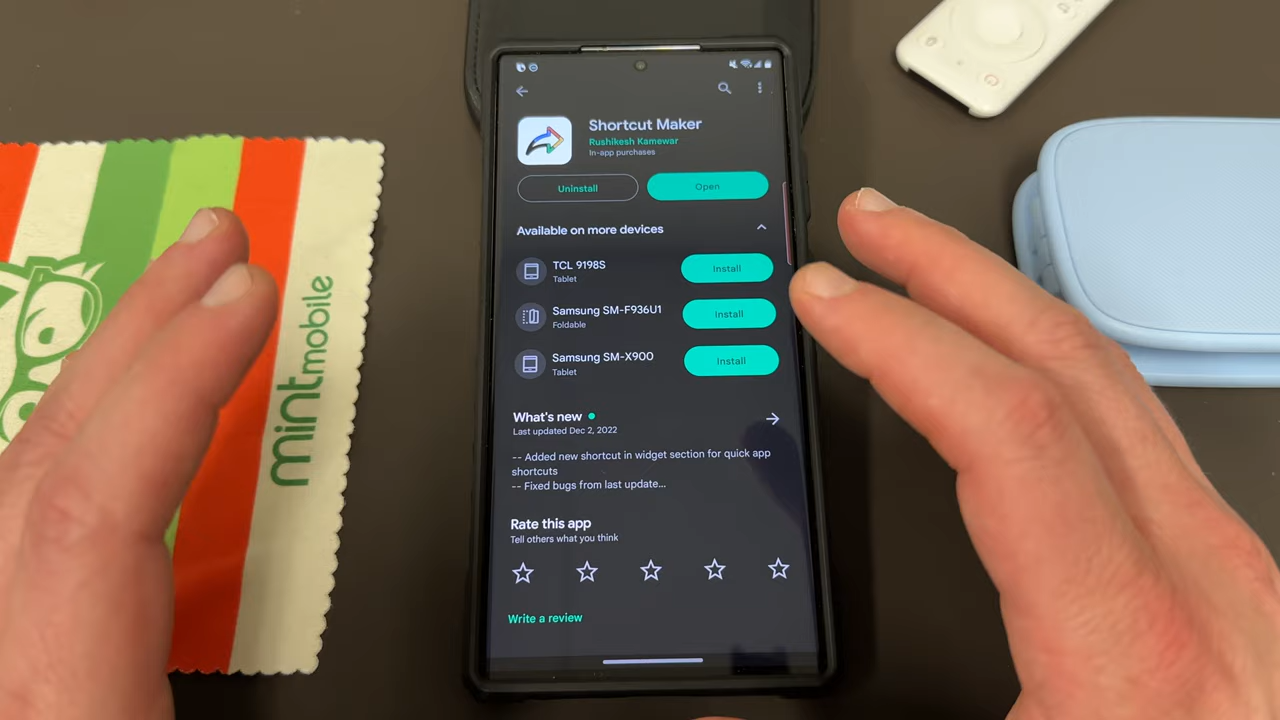 Shortcut Maker
Rushikesh Kamewar
In-app purchases
Uninstall
Open
Available on more devices
TCL 9198S
Tablet
Install
Samsung SM-F936U1
Foldable
Install
Samsung SM-X900
Tablet
Install
What's new
Last updated Dec 2, 2022
-- Added new shortcut in widget section for quick app
shortcuts
-- Fixed bugs from last update...
Rate this app
Tell others what you think
Write a review
mint mobile